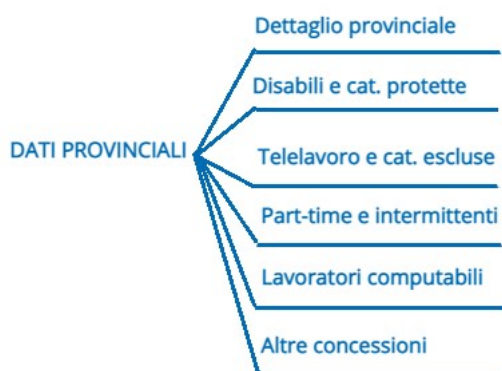 Dettaglio provinciale
Disabili e cat. protette
DATI PROVINCIALI
Telelavoro e cat. escluse
Part-time e intermittenti
Lavoratori computabili
Altre concessioni